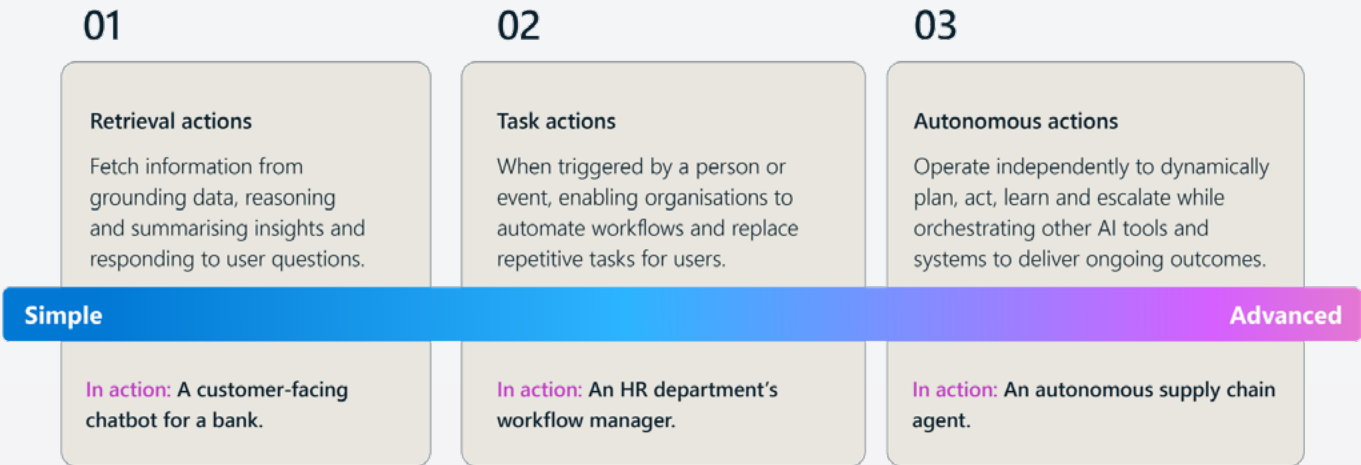 01
Retrieval actions
Fetch information from
grounding data, reasoning
and summarising insights and
responding to user questions.
02
Task actions
When triggered by a person or
event, enabling organisations to
automate workflows and replace
repetitive tasks for users.
03
Autonomous actions
Operate independently to dynamically
plan, act, learn and escalate while
orchestrating other AI tools and
systems to deliver ongoing outcomes.
Simple
Advanced
In action: A customer-facing
chatbot for a bank.
In action: An HR department’s
workflow manager.
In action: An autonomous supply chain
agent.